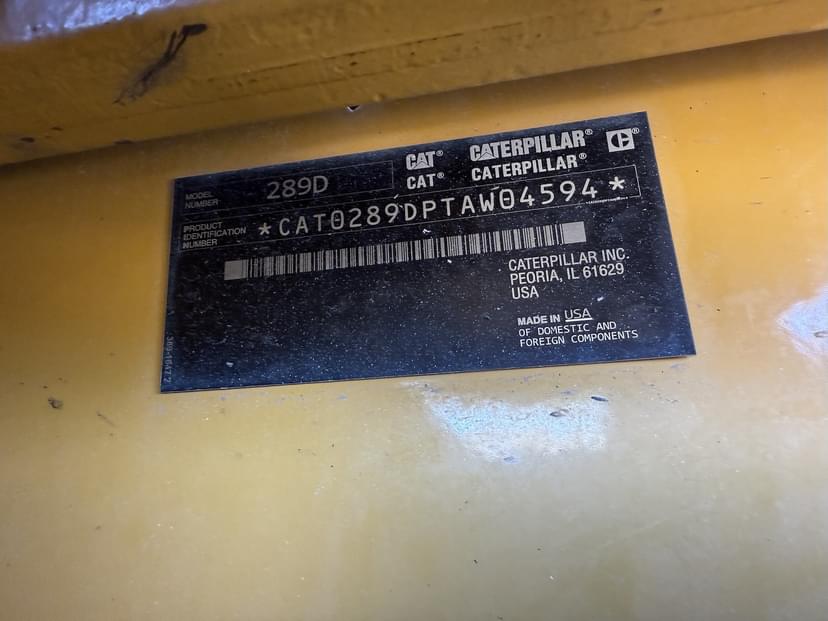 CAT® CATERPILLAR®
CAT® CATERPILLAR®
MODEL NUMBER 289D
PRODUCT IDENTIFICATION NUMBER *CAT0289DPTAW04594*
CATERPILLAR INC.
PEORIA, IL 61629
USA
MADE IN USA
OF DOMESTIC AND
FOREIGN COMPONENTS